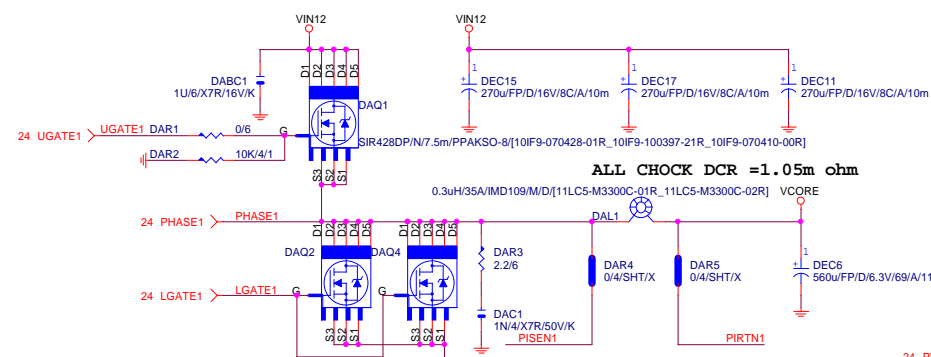 VIN12
VIN12
D1
D2
D3
D4
D5
DABC1
1U/6/X7R/16V/K
DAQ1
1
DEC15
270u/FP/D/16V/8C/A/10m
1
DEC17
270u/FP/D/16V/8C/A/10m
1
DEC11
270u/FP/D/16V/8C/A/10m
24 UGATE1
UGATE1
DAR1
0/6
G
SIR428DP/N/7.5m/PPAKSO-8/[10IF9-070428-01R_10IF9-100397-21R_10IF9-070410-00R]
DAR2
10K/4/1
S3
S2
S1
ALL CHOCK DCR =1.05m ohm
0.3uH/35A/IMD109/M/D/[11LC5-M3300C-01R_11LC5-M3300C-02R]
VCORE
24 PHASE1
PHASE1
DAL1
D1
D2
D3
D4
D5
D1
D2
D3
D4
D5
DAQ2
DAQ4
DAR3
2.2/6
DAR4
0/4/SHT/X
DAR5
0/4/SHT/X
1
DEC6
560u/FP/D/6.3V/69/A/11
24 LGATE1
LGATE1
G
G
S3
S2
S1
S3
S2
S1
DAC1
1N/4/X7R/50V/K
PISEN1
PIRTN1